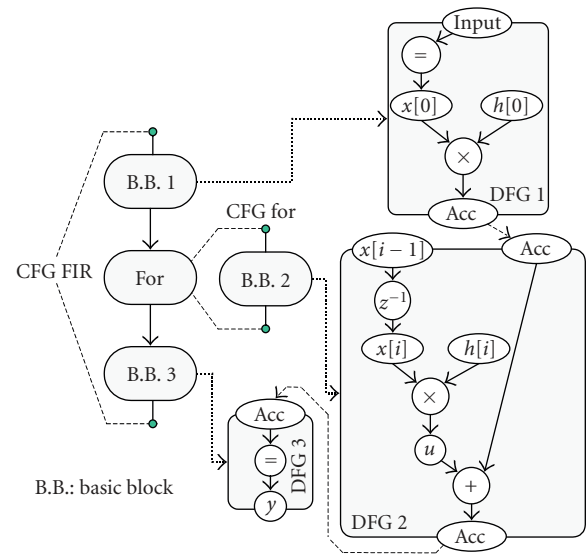 Input
=
x[0]
h[0]
×
DFG 1
Acc
B.B. 1
CFG for
CFG FIR
For
B.B. 2
B.B. 3
x[i − 1]
Acc
z⁻¹
x[i]
h[i]
×
u
+
DFG 2
Acc
Acc
=
DFG 3
y
B.B.: basic block